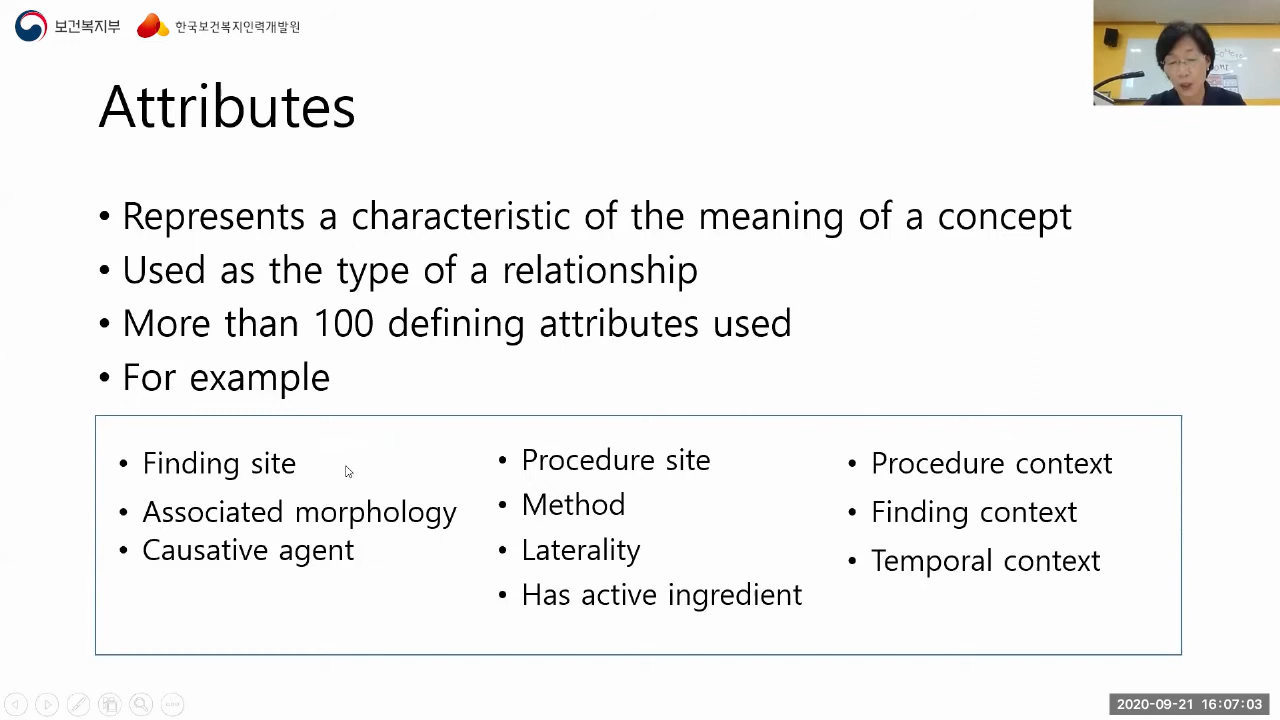 보건복지부 한국보건복지인력개발원
Attributes
• Represents a characteristic of the meaning of a concept
• Used as the type of a relationship
• More than 100 defining attributes used
• For example
• Finding site
• Associated morphology
• Causative agent
• Procedure site
• Method
• Laterality
• Has active ingredient
• Procedure context
• Finding context
• Temporal context
2020-09-21 16:07:03